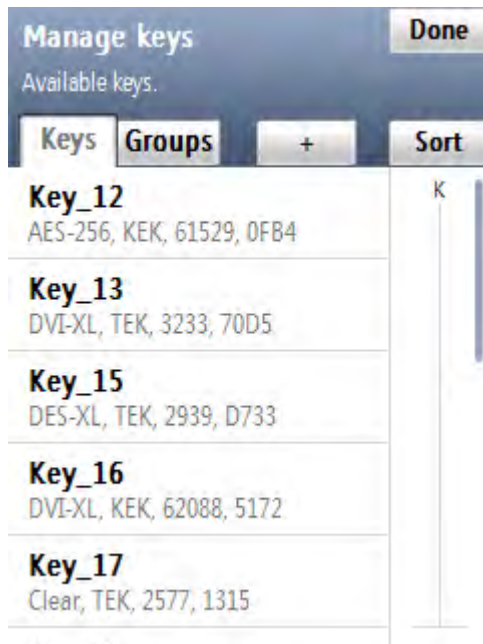 Manage keys
Done
Available keys.
Keys
Groups
+
Sort
K
Key_12
AES-256, KEK, 61529, 0FB4
Key_13
DVI-XL, TEK, 3233, 70D5
Key_15
DES-XL, TEK, 2939, D733
Key_16
DVI-XL, KEK, 62088, 5172
Key_17
Clear, TEK, 2577, 1315